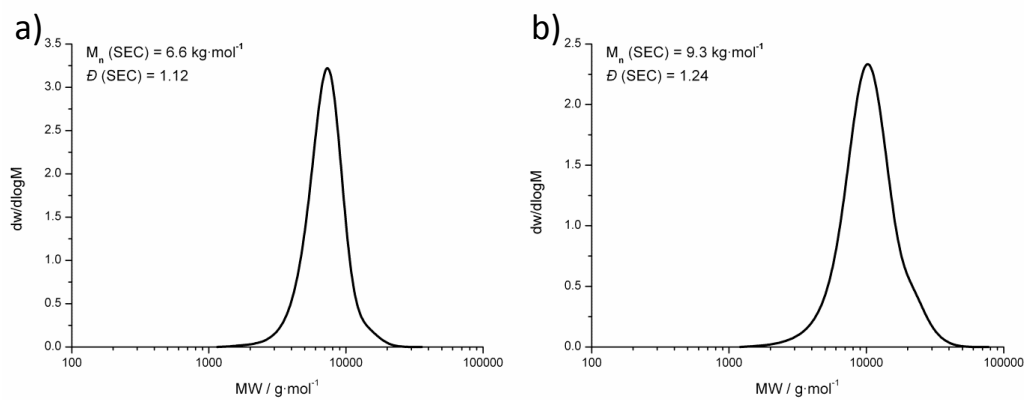 a)
M_n (SEC) = 6.6 kg·mol⁻¹
Đ (SEC) = 1.12
3.5
3.0
2.5
2.0
1.5
1.0
0.5
0.0
dw/dlogM
100
1000
10000
100000
MW / g·mol⁻¹
b)
M_n (SEC) = 9.3 kg·mol⁻¹
Đ (SEC) = 1.24
2.5
2.0
1.5
1.0
0.5
0.0
dw/dlogM
100
1000
10000
100000
MW / g·mol⁻¹